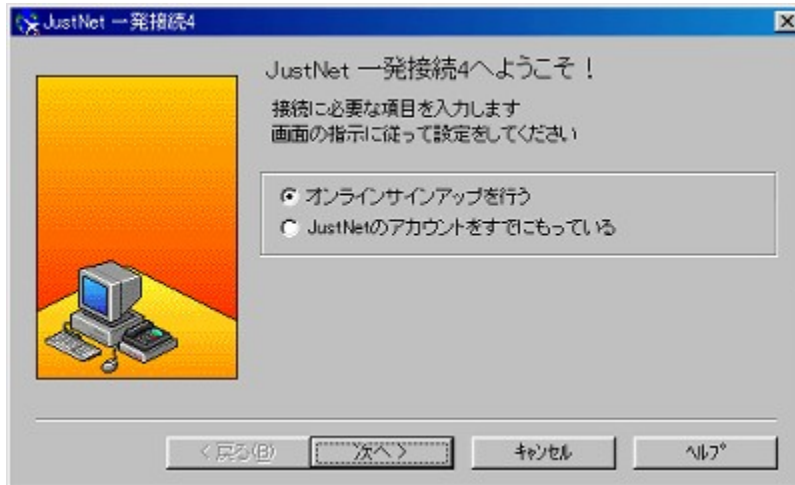 JustNet 一発接続4
JustNet 一発接続4へようこそ！
接続に必要な項目を入力します
画面の指示に従って設定をしてください
オンラインサインアップを行う
JustNetのアカウントをすでにもっている
< 戻る(B)
次へ >
ｷｬﾝｾﾙ
ﾍﾙﾌﾟ